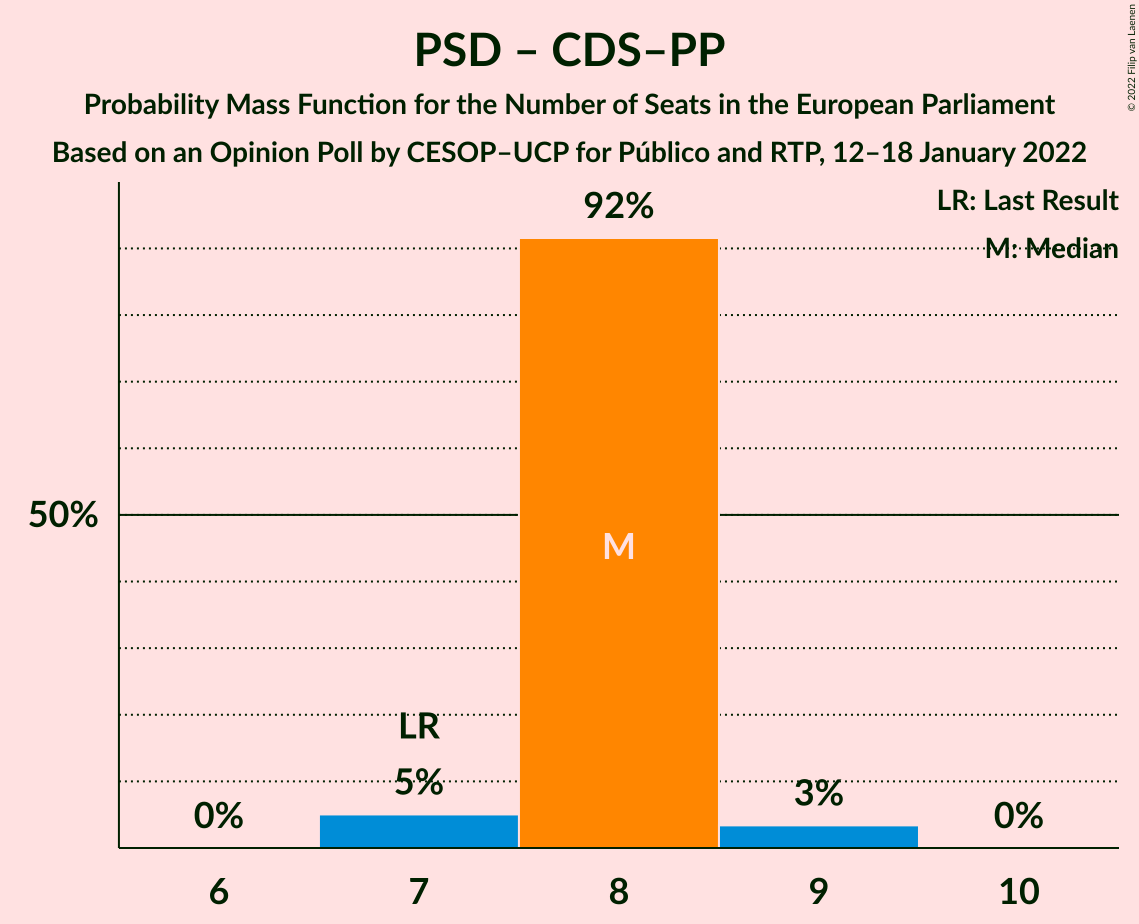 PSD – CDS–PP
Probability Mass Function for the Number of Seats in the European Parliament
Based on an Opinion Poll by CESOP–UCP for Público and RTP, 12–18 January 2022
© 2022 Filip van Laenen
LR: Last Result
M: Median
92%
50%
M
LR
5%
3%
0%
0%
6
7
8
9
10